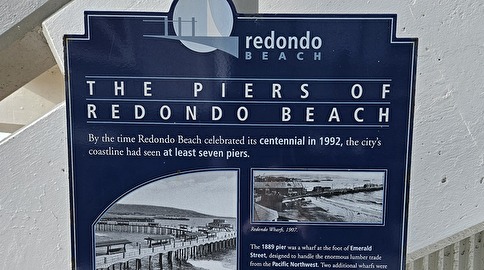 redondo
BEACH
THE PIERS OF
REDONDO BEACH
By the time Redondo Beach celebrated its centennial in 1992, the city's
coastline had seen at least seven piers.
Redondo Wharf, 1907.
The 1889 pier was a wharf at the foot of Emerald
Street, designed to handle the enormous lumber trade
from the Pacific Northwest. Two additional wharfs were